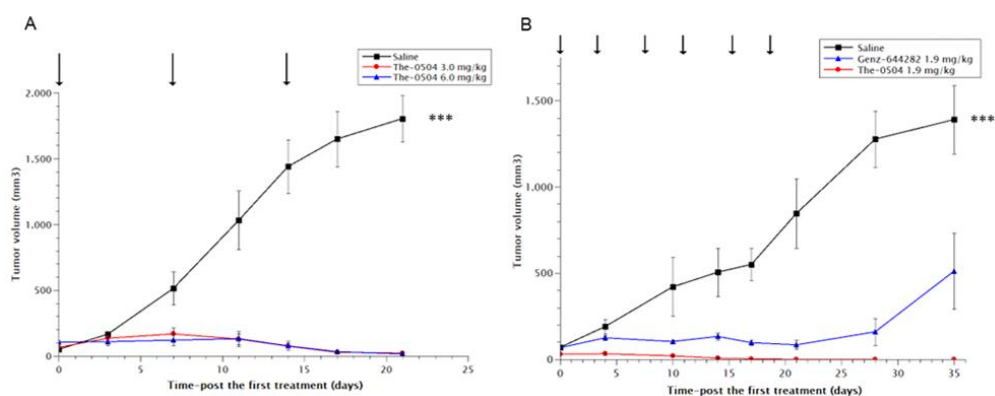 A
Saline
The-0504 3.0 mg/kg
The-0504 6.0 mg/kg
2.000
1.500
1.000
500
0
Tumor volume (mm3)
***
0 5 10 15 20 25
Time-post the first treatment (days)
B
Saline
Genz-644282 1.9 mg/kg
The-0504 1.9 mg/kg
1.500
1.000
500
0
Tumor volume (mm3)
***
0 5 10 15 20 25 30 35
Time-post the first treatment (days)